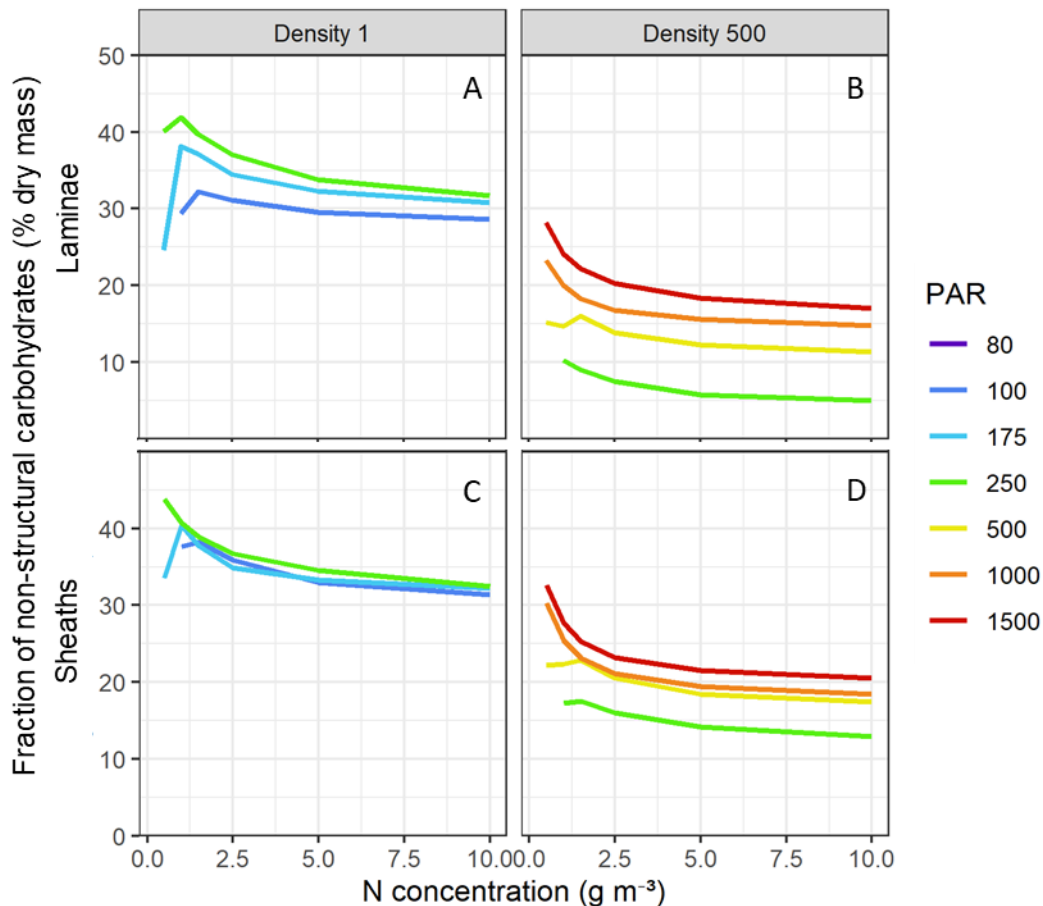 Density 1
Density 500
Fraction of non-structural carbohydrates (% dry mass)
Laminae
Sheaths
50
40
30
20
10
A
B
40
30
20
10
0
C
D
0.0
2.5
5.0
7.5
10.0
0.0
2.5
5.0
7.5
10.0
N concentration (g m⁻³)
PAR
80
100
175
250
500
1000
1500